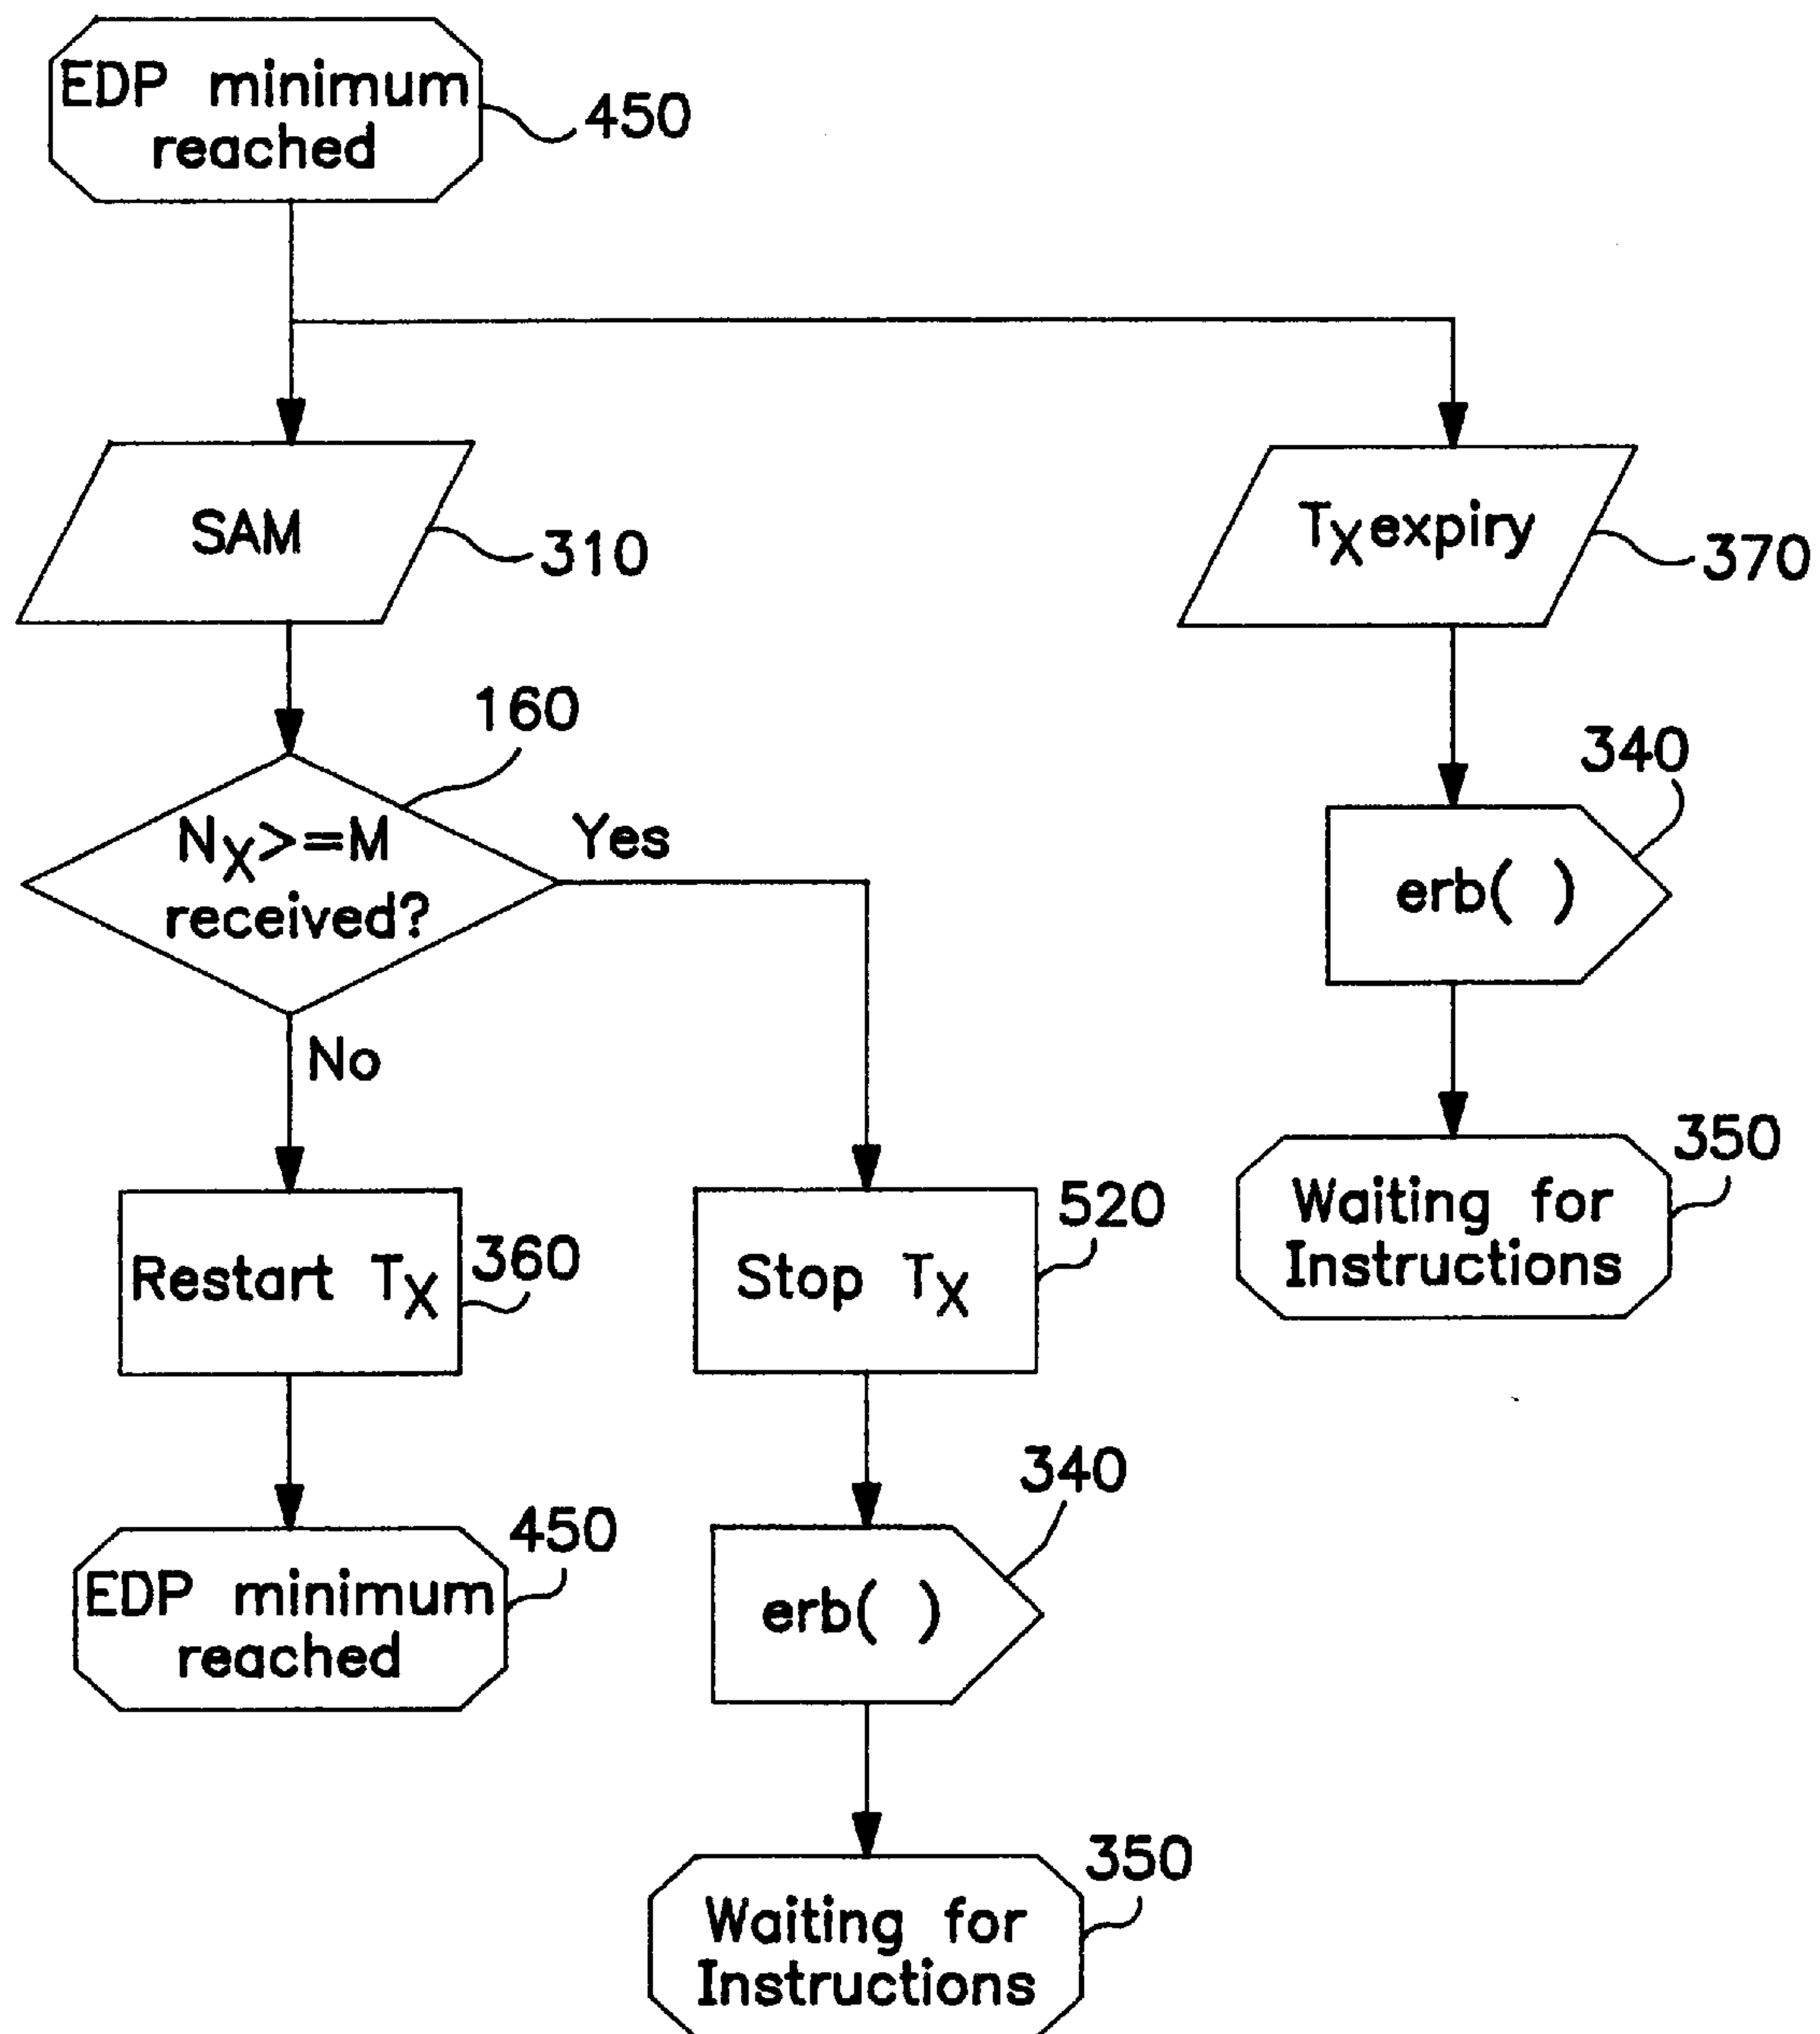 EDP minimum
reached
450
SAM
310
TX expiry
370
160
NX>=M
received?
Yes
No
340
erb( )
350
Waiting for
Instructions
Restart TX
360
Stop TX
520
EDP minimum
reached
450
340
erb( )
350
Waiting for
Instructions